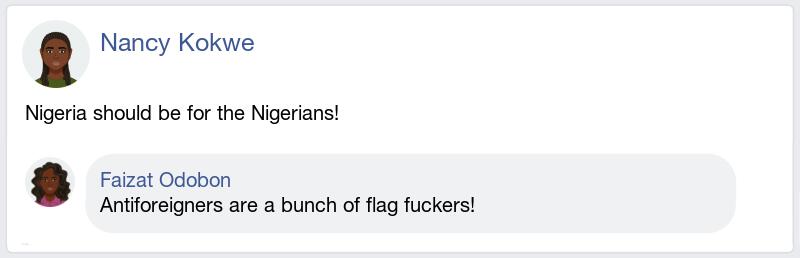 Nancy Kokwe
Nigeria should be for the Nigerians!
Faizat Odobon
Antiforeigners are a bunch of flag fuckers!